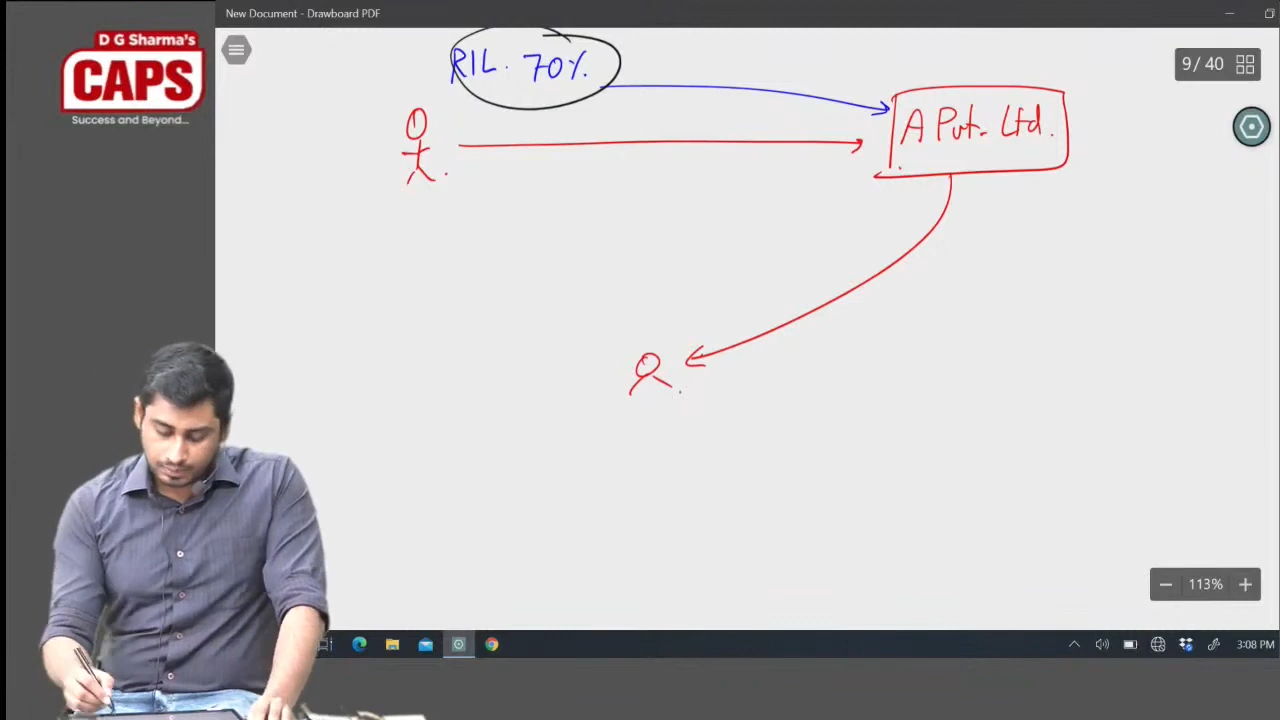 New Document - Drawboard PDF
D G Sharma's
CAPS
Success and Beyond...
RIL. 70%.
9 / 40
A Pvt. Ltd.
113%
3:08 PM